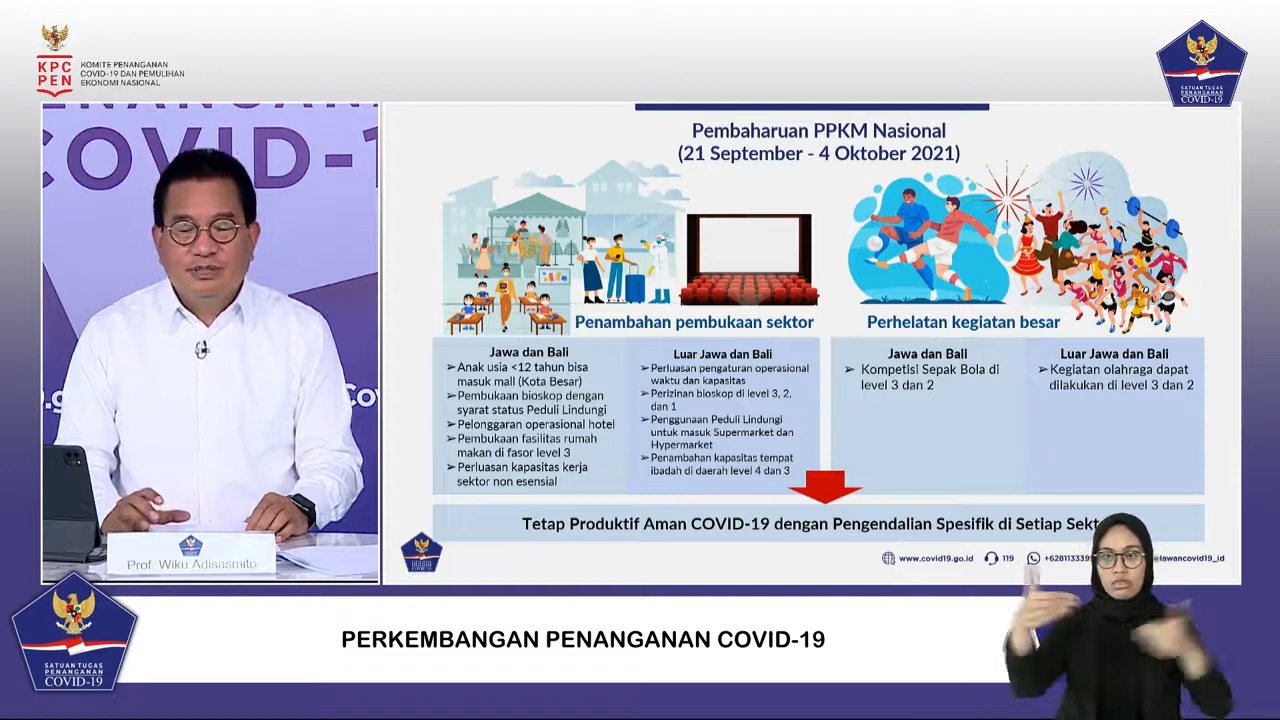 KPC
PEN
KOMITE PENANGANAN
COVID-19 DAN PEMULIHAN
EKONOMI NASIONAL
SATUAN TUGAS
PENANGANAN
COVID-19
COVID-1
Prof. Wiku Adisasmito
Pembaharuan PPKM Nasional
(21 September - 4 Oktober 2021)
Penambahan pembukaan sektor
Jawa dan Bali
➢ Anak usia <12 tahun bisa
masuk mall (Kota Besar)
➢ Pembukaan bioskop dengan
syarat status Peduli Lindungi
➢ Pelonggaran operasional hotel
➢ Pembukaan fasilitas rumah
makan di fasor level 3
➢ Perluasan kapasitas kerja
sektor non esensial
Luar Jawa dan Bali
➢ Perluasan pengaturan operasional
waktu dan kapasitas
➢ Perizinan bioskop di level 3, 2,
dan 1
➢ Penggunaan Peduli Lindungi
untuk masuk Supermarket dan
Hypermarket
➢ Penambahan kapasitas tempat
ibadah di daerah level 4 dan 3
Perhelatan kegiatan besar
Jawa dan Bali
➢ Kompetisi Sepak Bola di
level 3 dan 2
Luar Jawa dan Bali
➢ Kegiatan olahraga dapat
dilakukan di level 3 dan 2
Tetap Produktif Aman COVID-19 dengan Pengendalian Spesifik di Setiap Sekt
www.covid19.go.id 119 +62811333 lawancovid19_id
SATUAN TUGAS
PENANGANAN
COVID-19
PERKEMBANGAN PENANGANAN COVID-19